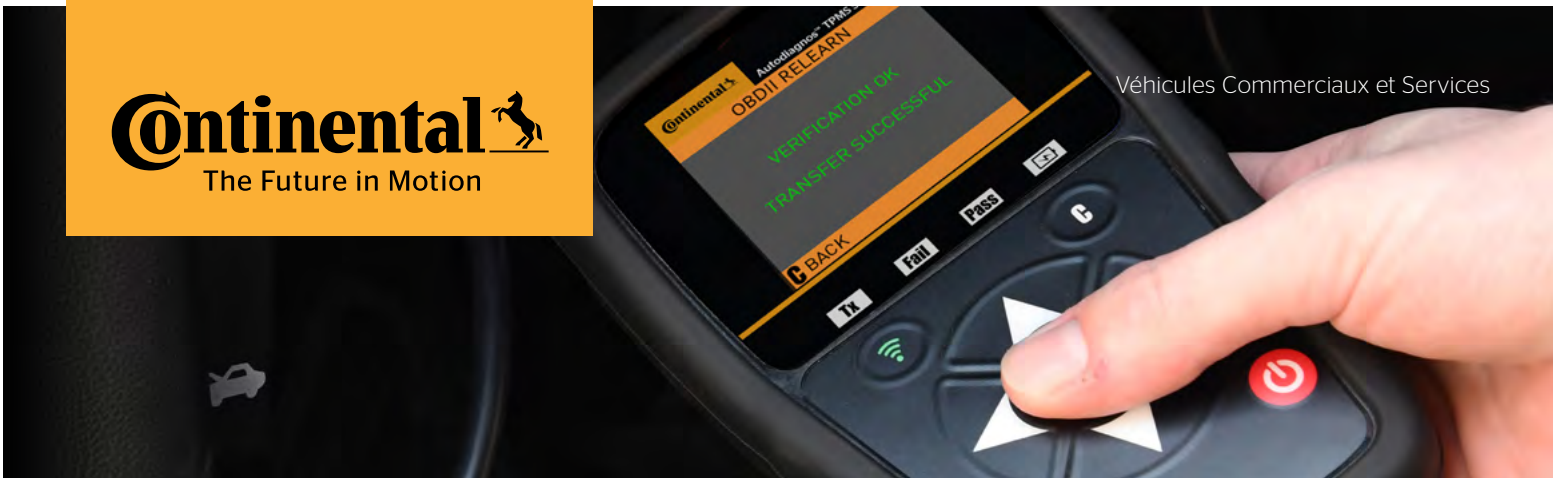 Continental
The Future in Motion
Véhicules Commerciaux et Services
Autodiagnos™ TPMS
Continental
OBDII RELEARN
VERIFICATION OK
TRANSFER SUCCESSFUL
C BACK
Tx
Fail
Pass
C